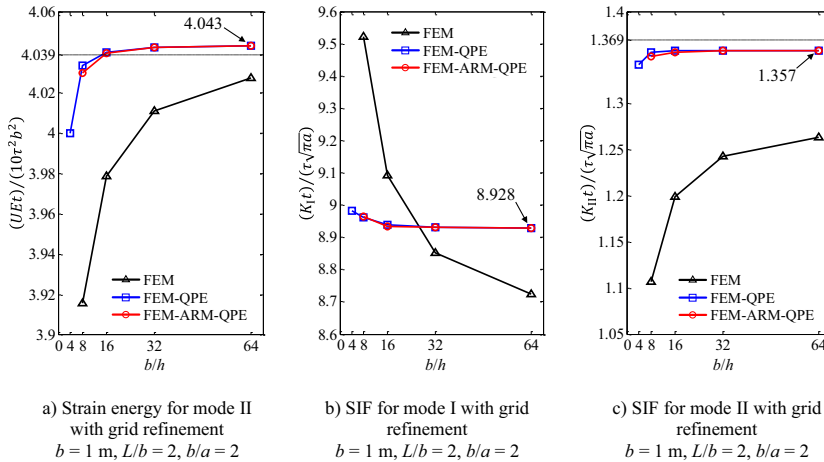 4.06
4.039
4.02
4
3.98
3.96
3.94
3.92
3.9
0 4 8 16 32 64
b/h
(UEt)/(10τ²b²)
4.043
FEM
FEM-QPE
FEM-ARM-QPE
a) Strain energy for mode II
with grid refinement
b = 1 m, L/b = 2, b/a = 2
9.6
9.5
9.4
9.3
9.2
9.1
9
8.9
8.8
8.7
8.6
0 4 8 16 32 64
b/h
(K_I t)/(τ√πa)
8.928
FEM
FEM-QPE
FEM-ARM-QPE
b) SIF for mode I with grid
refinement
b = 1 m, L/b = 2, b/a = 2
1.4
1.369
1.3
1.25
1.2
1.15
1.1
1.05
0 4 8 16 32 64
b/h
(K_II t)/(τ√πa)
1.357
FEM
FEM-QPE
FEM-ARM-QPE
c) SIF for mode II with grid
refinement
b = 1 m, L/b = 2, b/a = 2